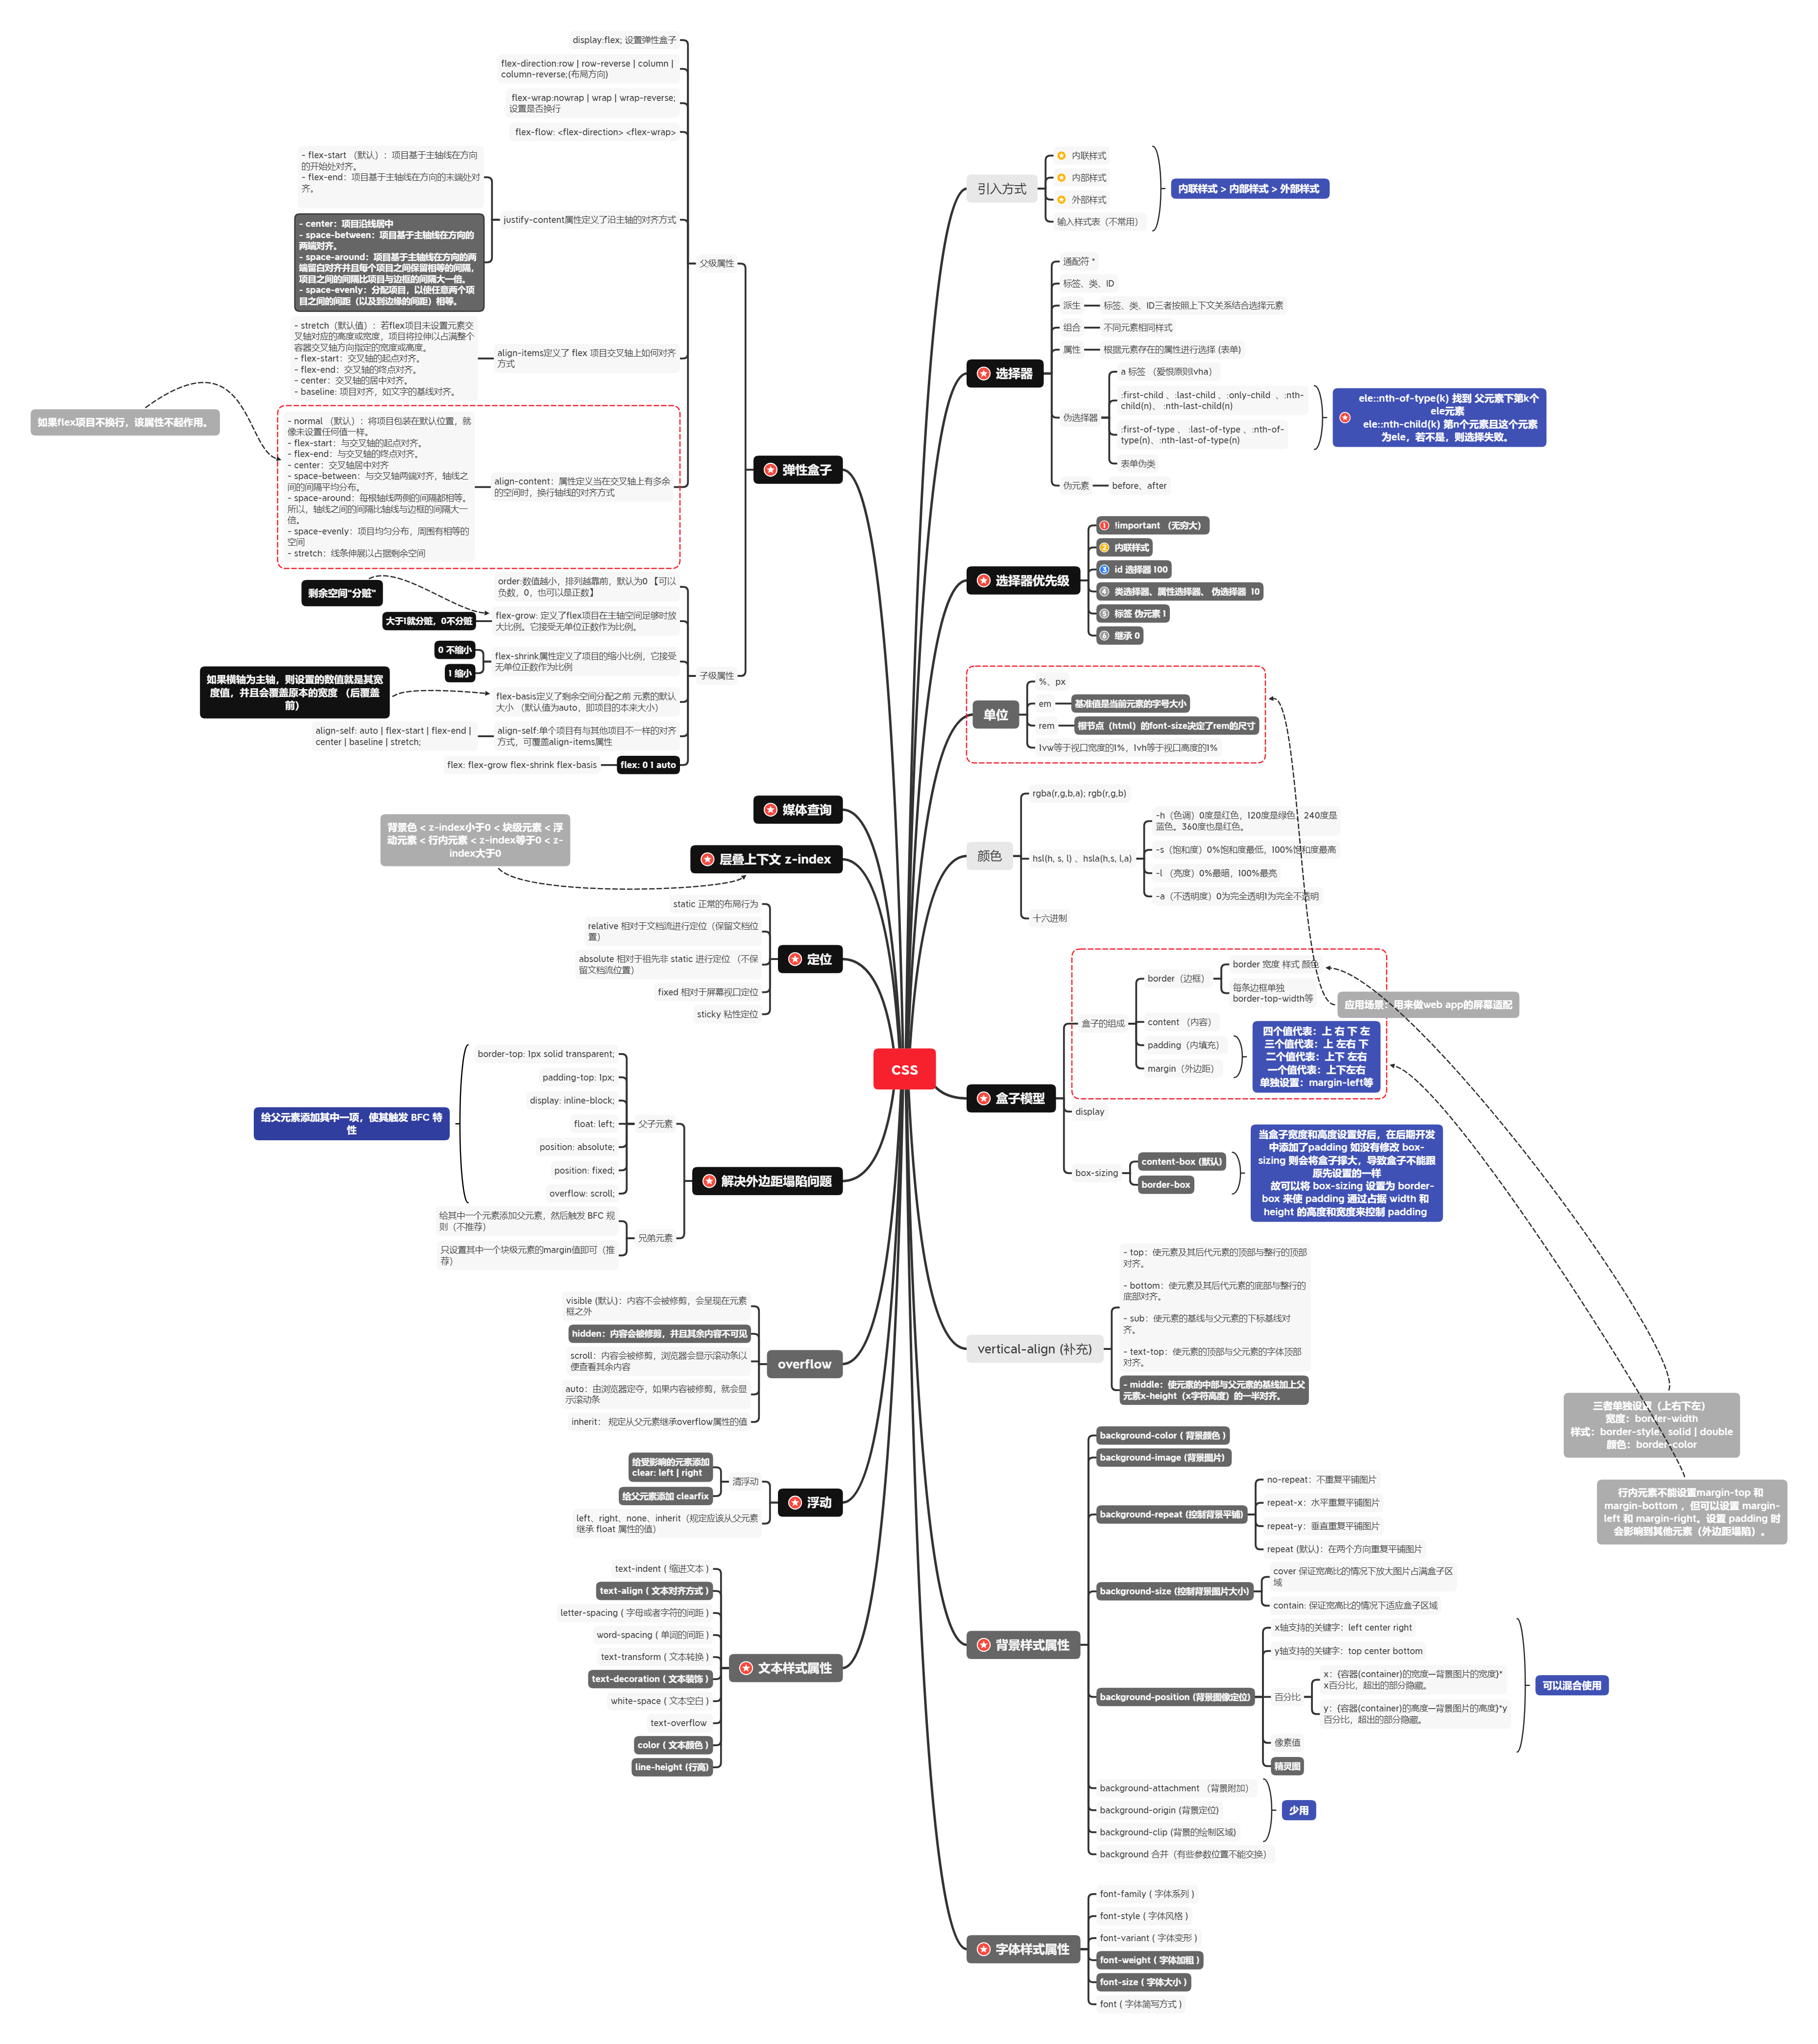 css
引入方式
内联样式
内部样式
外部样式
输入样式表（不常用）
内联样式 > 内部样式 > 外部样式
选择器
通配符 *
标签、类、ID
派生
标签、类、ID三者按照上下文关系结合选择元素
组合
不同元素相同样式
属性
根据元素存在的属性进行选择 (表单)
伪选择器
a 标签 （爱恨原则lvha）
:first-child 、:last-child 、:only-child 、:nth-
child(n)、 :nth-last-child(n)
:first-of-type 、 :last-of-type 、:nth-of-
type(n)、:nth-last-of-type(n)
表单伪类
ele::nth-of-type(k) 找到 父元素下第k个
ele元素
ele::nth-child(k) 第n个元素且这个元素
为ele，若不是，则选择失败。
伪元素
before、after
选择器优先级
1 !important （无穷大）
2 内联样式
3 id 选择器 100
4 类选择器、属性选择器、 伪选择器 10
5 标签 伪元素 1
6 继承 0
单位
%、px
em
基准值是当前元素的字号大小
rem
根节点（html）的font-size决定了rem的尺寸
1vw等于视口宽度的1%，1vh等于视口高度的1%
颜色
rgba(r,g,b,a); rgb(r,g,b)
hsl(h, s, l) 、hsla(h,s, l,a)
-h（色调）0度是红色，120度是绿色，240度是
蓝色。360度也是红色。
-s（饱和度）0%饱和度最低，100%饱和度最高
-l （亮度）0%最暗，100%最亮
-a（不透明度）0为完全透明1为完全不透明
十六进制
盒子模型
盒子的组成
border（边框）
border 宽度 样式 颜色
每条边框单独
border-top-width等
content （内容）
padding（内填充）
margin（外边距）
四个值代表：上 右 下 左
三个值代表：上 左右 下
二个值代表：上下 左右
一个值代表：上下左右
单独设置：margin-left等
应用场景：用来做web app的屏幕适配
display
box-sizing
content-box (默认)
border-box
当盒子宽度和高度设置好后，在后期开发
中添加了padding 如没有修改 box-
sizing 则会将盒子撑大，导致盒子不能跟
原先设置的一样
故可以将 box-sizing 设置为 border-
box 来使 padding 通过占据 width 和
height 的高度和宽度来控制 padding
三者单独设置（上右下左）
宽度：border-width
样式：border-style, solid | double
颜色：border-color
行内元素不能设置margin-top 和
margin-bottom ，但可以设置 margin-
left 和 margin-right。设置 padding 时
会影响到其他元素（外边距塌陷）。
vertical-align (补充)
- top：使元素及其后代元素的顶部与整行的顶部
对齐。
- bottom：使元素及其后代元素的底部与整行的
底部对齐。
- sub：使元素的基线与父元素的下标基线对
齐。
- text-top：使元素的顶部与父元素的字体顶部
对齐。
- middle：使元素的中部与父元素的基线加上父
元素x-height（x字符高度）的一半对齐。
背景样式属性
background-color ( 背景颜色 )
background-image (背景图片)
background-repeat (控制背景平铺)
no-repeat：不重复平铺图片
repeat-x：水平重复平铺图片
repeat-y：垂直重复平铺图片
repeat (默认)：在两个方向重复平铺图片
background-size (控制背景图片大小)
cover 保证宽高比的情况下放大图片占满盒子区
域
contain: 保证宽高比的情况下适应盒子区域
background-position (背景图像定位)
x轴支持的关键字：left center right
y轴支持的关键字：top center bottom
百分比
x：{容器(container)的宽度—背景图片的宽度}*
x百分比，超出的部分隐藏。
y：{容器(container)的高度—背景图片的高度}*y
百分比，超出的部分隐藏。
像素值
精灵图
可以混合使用
background-attachment （背景附加）
background-origin (背景定位)
background-clip (背景的绘制区域)
少用
background 合并（有些参数位置不能交换）
字体样式属性
font-family ( 字体系列 )
font-style ( 字体风格 )
font-variant ( 字体变形 )
font-weight ( 字体加粗 )
font-size ( 字体大小 )
font ( 字体简写方式 )
弹性盒子
父级属性
display:flex; 设置弹性盒子
flex-direction:row | row-reverse | column |
column-reverse;(布局方向)
flex-wrap:nowrap | wrap | wrap-reverse;
设置是否换行
flex-flow: <flex-direction> <flex-wrap>
justify-content属性定义了沿主轴的对齐方式
- flex-start （默认）：项目基于主轴线在方向
的开始处对齐。
- flex-end：项目基于主轴线在方向的末端处对
齐。
- center：项目沿线居中
- space-between：项目基于主轴线在方向的
两端对齐。
- space-around：项目基于主轴线在方向的两
端留白对齐并且每个项目之间保留相等的间隔，
项目之间的间隔比项目与边框的间隔大一倍。
- space-evenly：分配项目，以使任意两个项
目之间的间距（以及到边缘的间距）相等。
align-items定义了 flex 项目交叉轴上如何对齐
方式
- stretch（默认值）：若flex项目未设置元素交
叉轴对应的高度或宽度，项目将拉伸以占满整个
容器交叉轴方向指定的宽度或高度。
- flex-start：交叉轴的起点对齐。
- flex-end：交叉轴的终点对齐。
- center：交叉轴的居中对齐。
- baseline: 项目对齐，如文字的基线对齐。
如果flex项目不换行，该属性不起作用。
align-content：属性定义当在交叉轴上有多余
的空间时，换行轴线的对齐方式
- normal （默认）：将项目包装在默认位置，就
像未设置任何值一样。
- flex-start：与交叉轴的起点对齐。
- flex-end：与交叉轴的终点对齐。
- center：交叉轴居中对齐
- space-between：与交叉轴两端对齐，轴线之
间的间隔平均分布。
- space-around：每根轴线两侧的间隔都相等。
所以，轴线之间的间隔比轴线与边框的间隔大一
倍。
- space-evenly：项目均匀分布，周围有相等的
空间
- stretch：线条伸展以占据剩余空间
子级属性
order:数值越小，排列越靠前，默认为0 【可以
负数，0，也可以是正数】
剩余空间"分赃"
flex-grow: 定义了flex项目在主轴空间足够时放
大比例。它接受无单位正数作为比例。
大于1就分赃，0不分赃
flex-shrink属性定义了项目的缩小比例，它接受
无单位正数作为比例
0 不缩小
1 缩小
flex-basis定义了剩余空间分配之前 元素的默认
大小 （默认值为auto，即项目的本来大小）
如果横轴为主轴，则设置的数值就是其宽
度值，并且会覆盖原本的宽度 （后覆盖
前）
align-self:单个项目有与其他项目不一样的对齐
方式，可覆盖align-items属性
align-self: auto | flex-start | flex-end |
center | baseline | stretch;
flex: 0 1 auto
flex: flex-grow flex-shrink flex-basis
媒体查询
层叠上下文 z-index
背景色 < z-index小于0 < 块级元素 < 浮
动元素 < 行内元素 < z-index等于0 < z-
index大于0
定位
static 正常的布局行为
relative 相对于文档流进行定位（保留文档位
置）
absolute 相对于祖先非 static 进行定位 （不保
留文档流位置）
fixed 相对于屏幕视口定位
sticky 粘性定位
解决外边距塌陷问题
父子元素
border-top: 1px solid transparent;
padding-top: 1px;
display: inline-block;
float: left;
position: absolute;
position: fixed;
overflow: scroll;
给父元素添加其中一项，使其触发 BFC 特
性
兄弟元素
给其中一个元素添加父元素，然后触发 BFC 规
则（不推荐）
只设置其中一个块级元素的margin值即可（推
荐）
overflow
visible (默认)：内容不会被修剪，会呈现在元素
框之外
hidden：内容会被修剪，并且其余内容不可见
scroll：内容会被修剪，浏览器会显示滚动条以
便查看其余内容
auto：由浏览器定夺，如果内容被修剪，就会显
示滚动条
inherit： 规定从父元素继承overflow属性的值
浮动
清浮动
给受影响的元素添加
clear: left | right
给父元素添加 clearfix
left、right、none、inherit（规定应该从父元素
继承 float 属性的值）
文本样式属性
text-indent ( 缩进文本 )
text-align ( 文本对齐方式 )
letter-spacing ( 字母或者字符的间距 )
word-spacing ( 单词的间距 )
text-transform ( 文本转换 )
text-decoration ( 文本装饰 )
white-space ( 文本空白 )
text-overflow
color ( 文本颜色 )
line-height (行高)